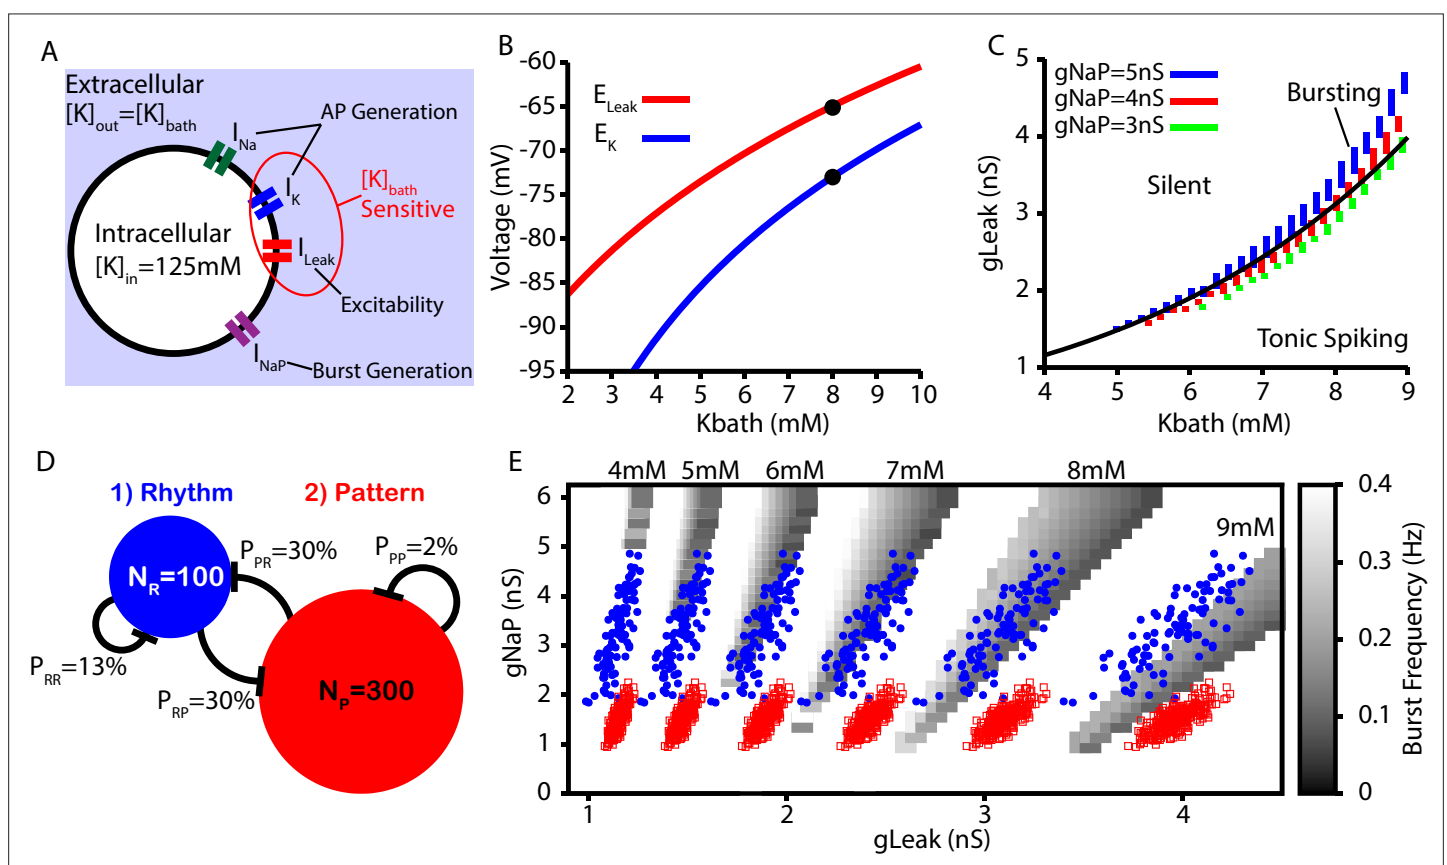 A
Extracellular
[K]out=[K]bath
INa
AP Generation
IK
[K]bath
Sensitive
Intracellular
[K]in=125mM
ILeak
Excitability
INaP
Burst Generation
B
-60
-65
-70
-75
-80
-85
-90
-95
Voltage (mV)
ELeak
EK
2 3 4 5 6 7 8 9 10
Kbath (mM)
C
5
4
3
2
1
gLeak (nS)
gNaP=5nS
gNaP=4nS
gNaP=3nS
Bursting
Silent
Tonic Spiking
4 5 6 7 8 9
Kbath (mM)
D
1) Rhythm
2) Pattern
PPR=30%
PPP=2%
NR=100
PRR=13%
PRP=30%
NP=300
E
4mM 5mM 6mM 7mM 8mM
9mM
6
5
4
3
2
1
0
gNaP (nS)
1 2 3 4
gLeak (nS)
0.4
0.3
0.2
0.1
0
Burst Frequency (Hz)